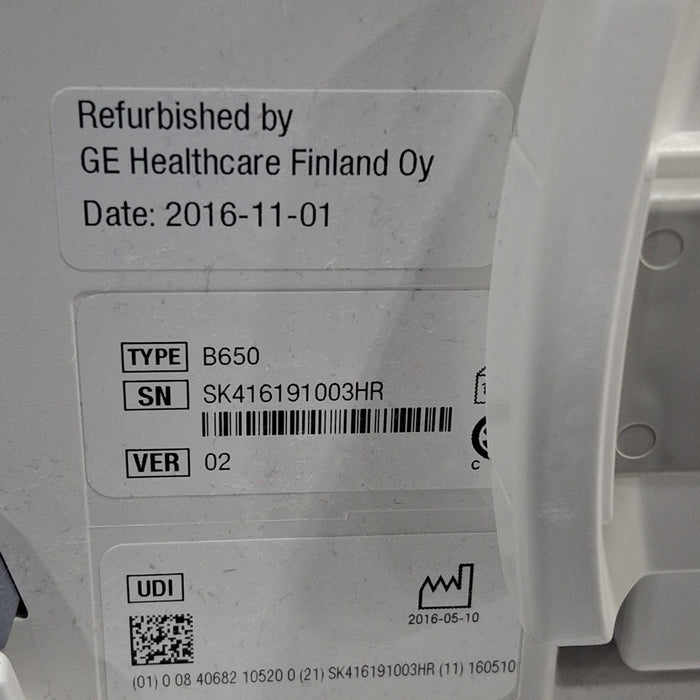 Refurbished by
GE Healthcare Finland Oy
Date: 2016-11-01
TYPE B650
SN SK416191003HR
VER 02
C
UDI
2016-05-10
(01) 0 08 40682 10520 0 (21) SK416191003HR (11) 160510